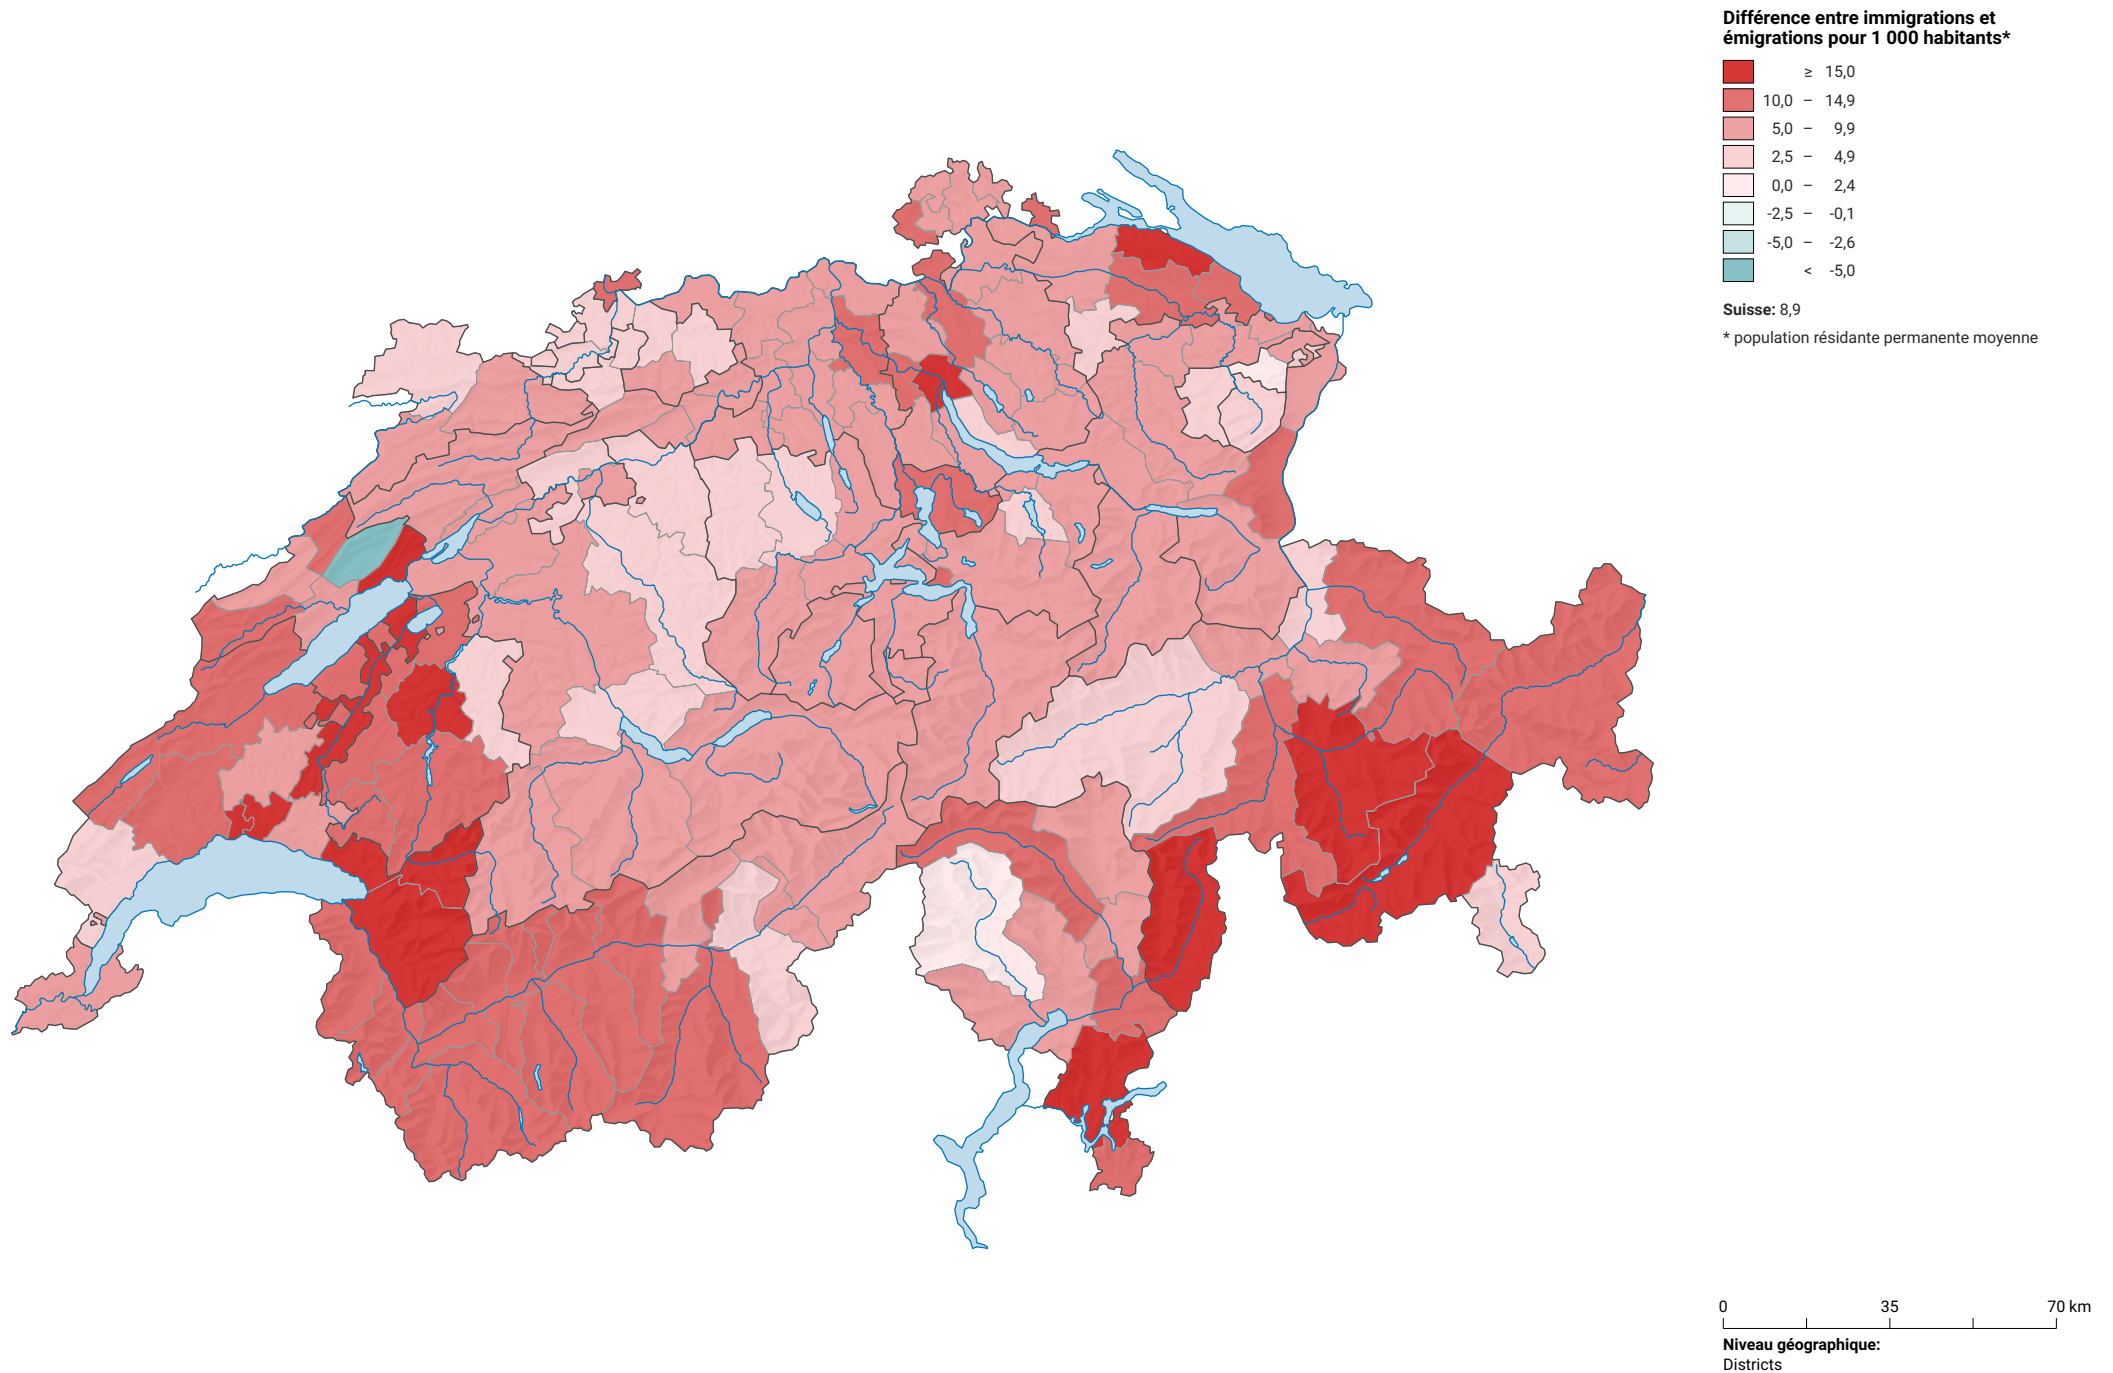 Différence entre immigrations et
émigrations pour 1 000 habitants*
≥ 15,0
10,0 – 14,9
5,0 – 9,9
2,5 – 4,9
0,0 – 2,4
-2,5 – -0,1
-5,0 – -2,6
< -5,0
Suisse: 8,9
* population résidante permanente moyenne
0 35 70 km
Niveau géographique:
Districts